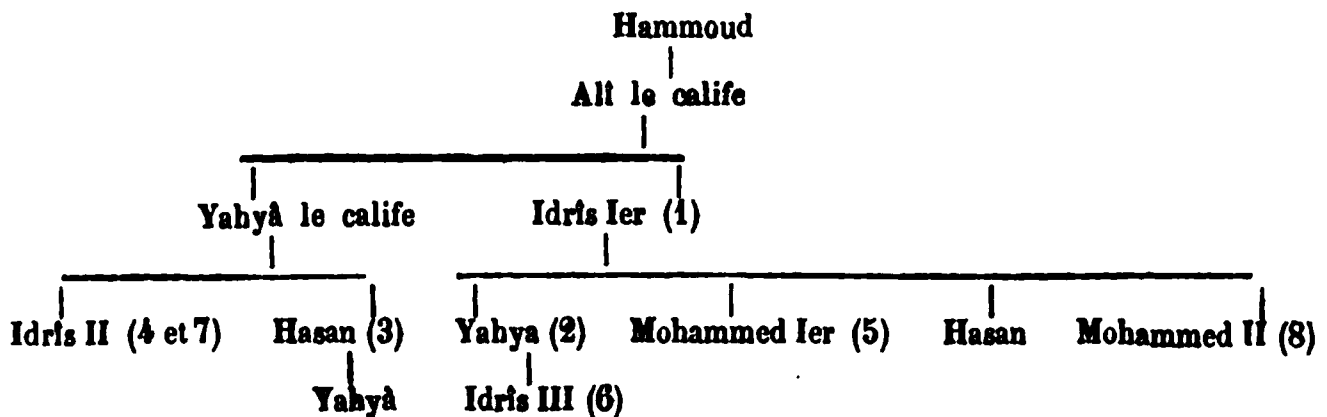 Hammoud
Alî le calife
Yahyâ le calife Idrîs Ier (1)
Idrîs II (4 et 7) Hasan (3) Yahya (2) Mohammed Ier (5) Hasan Mohammed II (8)
Yahyâ Idrîs III (6)